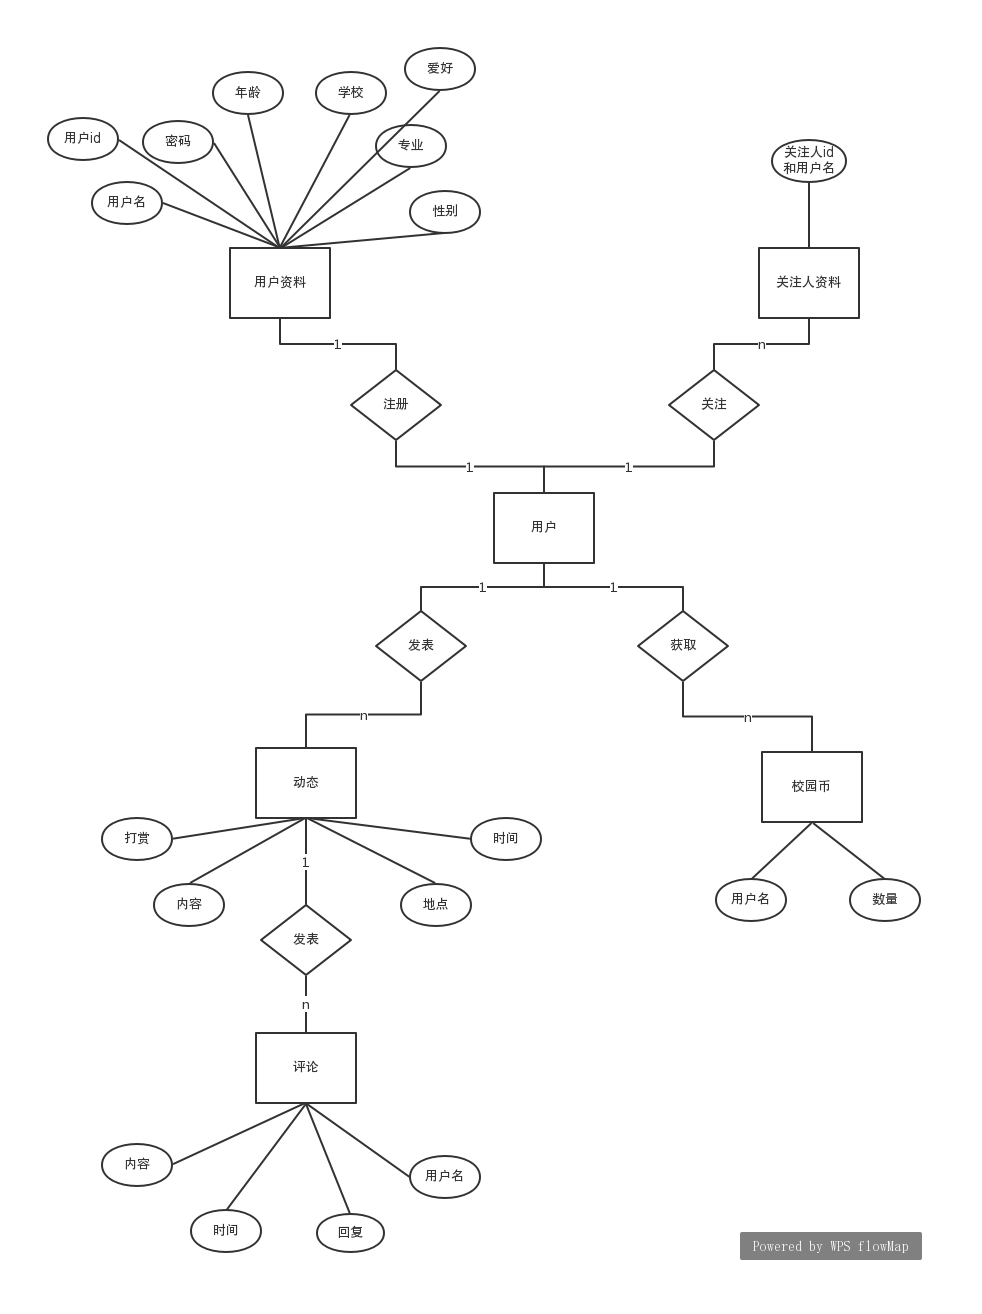 爱好
年龄
学校
用户id
密码
专业
关注人id
和用户名
用户名
性别
用户资料
关注人资料
1
n
注册
关注
1
1
用户
1
1
发表
获取
n
n
动态
校园币
打赏
时间
1
内容
地点
用户名
数量
发表
n
评论
内容
用户名
时间
回复
Powered by WPS flowMap